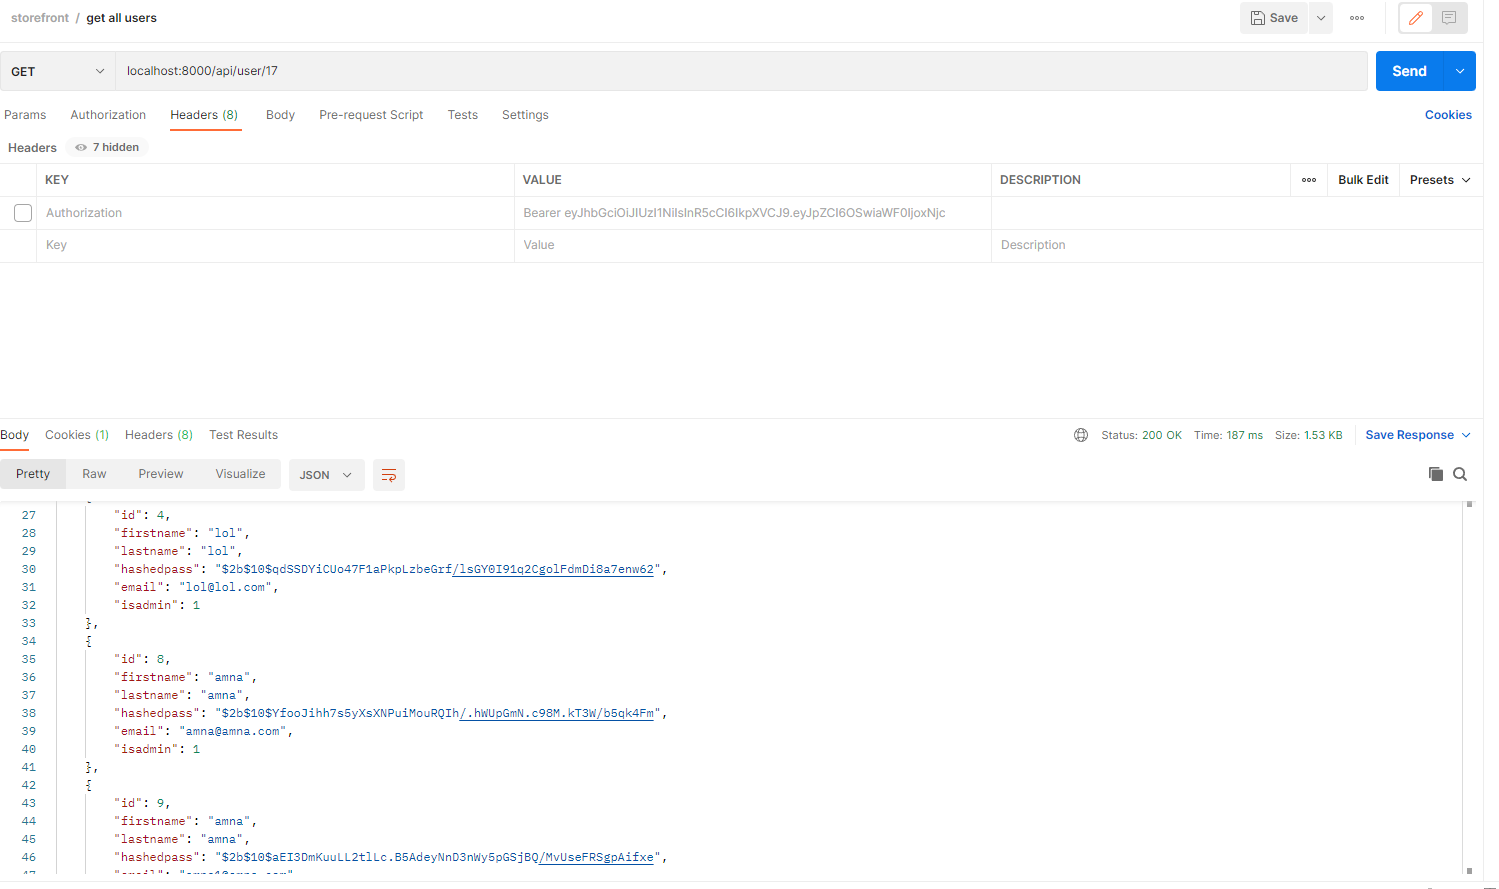 storefront / get all users
Save
GET
localhost:8000/api/user/17
Send
Params Authorization Headers (8) Body Pre-request Script Tests Settings
Cookies
Headers 7 hidden
KEY VALUE DESCRIPTION Bulk Edit Presets
Authorization Bearer eyJhbGciOiJIUzI1NiIsInR5cCI6IkpXVCJ9.eyJpZCI6OSwiaWF0IjoxNjc
Key Value Description
Body Cookies (1) Headers (8) Test Results
Status: 200 OK Time: 187 ms Size: 1.53 KB Save Response
Pretty Raw Preview Visualize JSON
27 "id": 4,
28 "firstname": "lol",
29 "lastname": "lol",
30 "hashedpass": "$2b$10$qdSSDYiCUo47F1aPkpLzbeGrf/lsGY0I91q2CgolFdmDi8a7enw62",
31 "email": "lol@lol.com",
32 "isadmin": 1
33 },
34 {
35 "id": 8,
36 "firstname": "amna",
37 "lastname": "amna",
38 "hashedpass": "$2b$10$YfooJihh7s5yXsXNPuiMouRQIh/.hWUpGmN.c98M.kT3W/b5qk4Fm",
39 "email": "amna@amna.com",
40 "isadmin": 1
41 },
42 {
43 "id": 9,
44 "firstname": "amna",
45 "lastname": "amna",
46 "hashedpass": "$2b$10$aEI3DmKuuLL2tlLc.B5AdeyNnD3nWy5pGSjBQ/MvUseFRSgpAifxe",